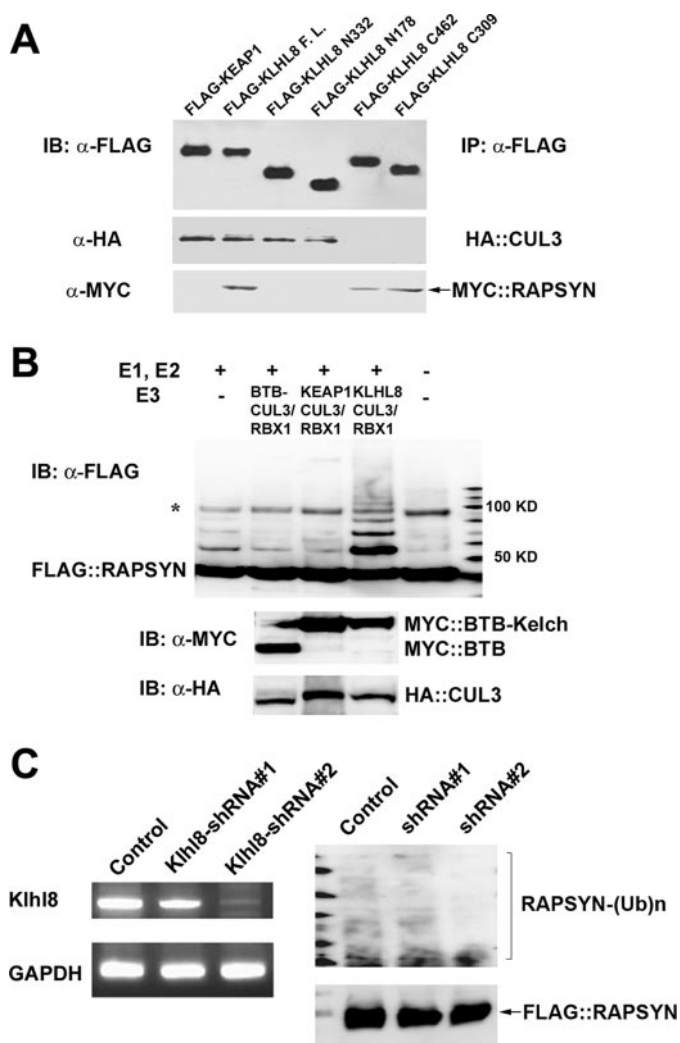 A
FLAG-KEAP1
FLAG-KLHL8 F. L.
FLAG-KLHL8 N332
FLAG-KLHL8 N178
FLAG-KLHL8 C462
FLAG-KLHL8 C309
IB: α-FLAG
IP: α-FLAG
α-HA
HA::CUL3
α-MYC
MYC::RAPSYN
B
E1, E2 + + + + -
E3 - BTB- KEAP1 KLHL8 -
CUL3/ CUL3/ CUL3/
RBX1 RBX1 RBX1
IB: α-FLAG
*
100 KD
50 KD
FLAG::RAPSYN
IB: α-MYC
MYC::BTB-Kelch
MYC::BTB
IB: α-HA
HA::CUL3
C
Control
Klhl8-shRNA#1
Klhl8-shRNA#2
Klhl8
GAPDH
Control
shRNA#1
shRNA#2
RAPSYN-(Ub)n
FLAG::RAPSYN